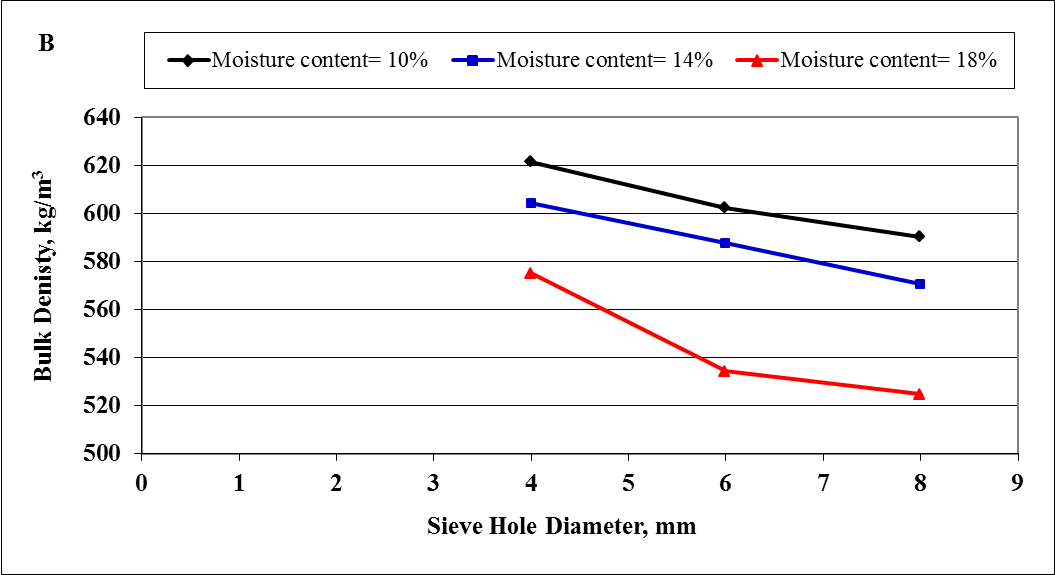 B
Moisture content= 10% Moisture content= 14% Moisture content= 18%
Bulk Denisty, kg/m³
640
620
600
580
560
540
520
500
0 1 2 3 4 5 6 7 8 9
Sieve Hole Diameter, mm